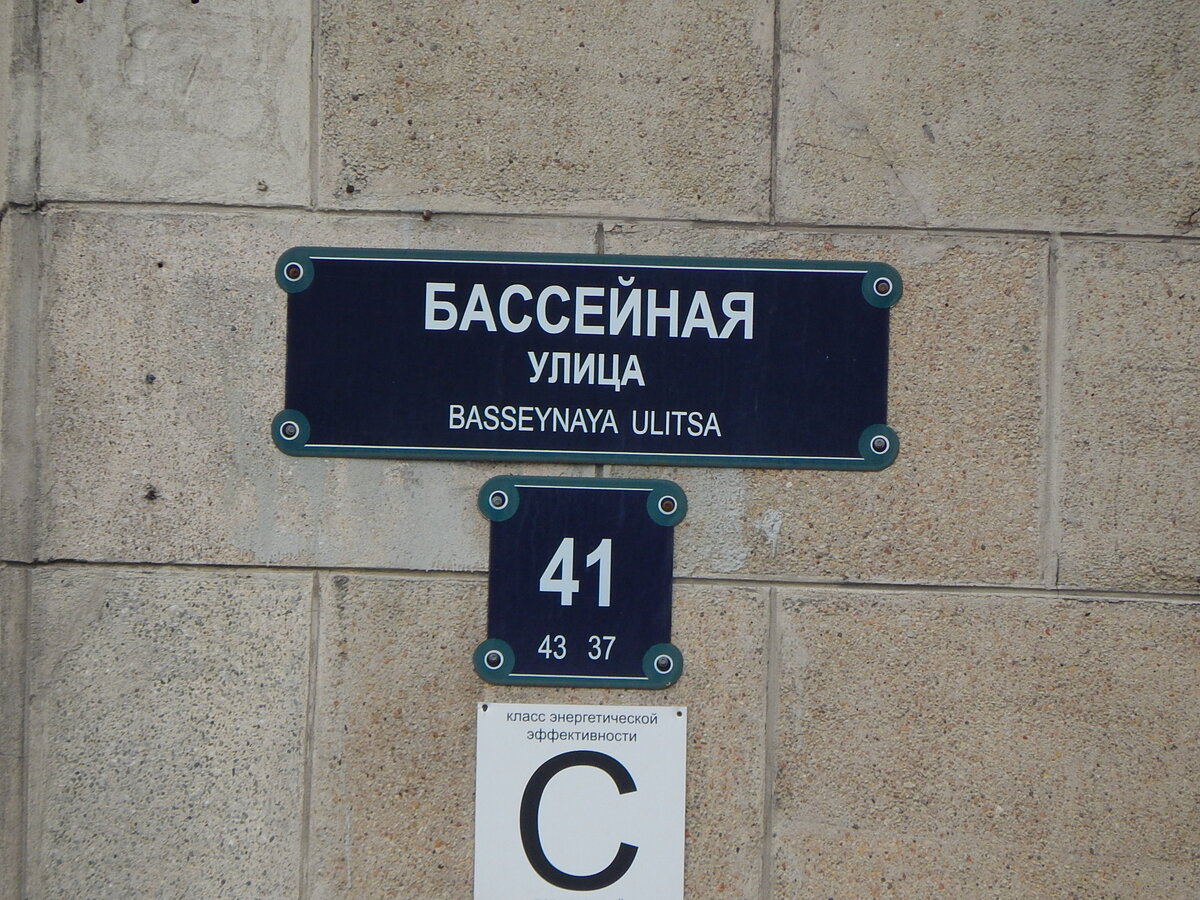 БАССЕЙНАЯ
УЛИЦА
BASSEYNAYA ULITSA
41
43 37
класс энергетической
эффективности
C